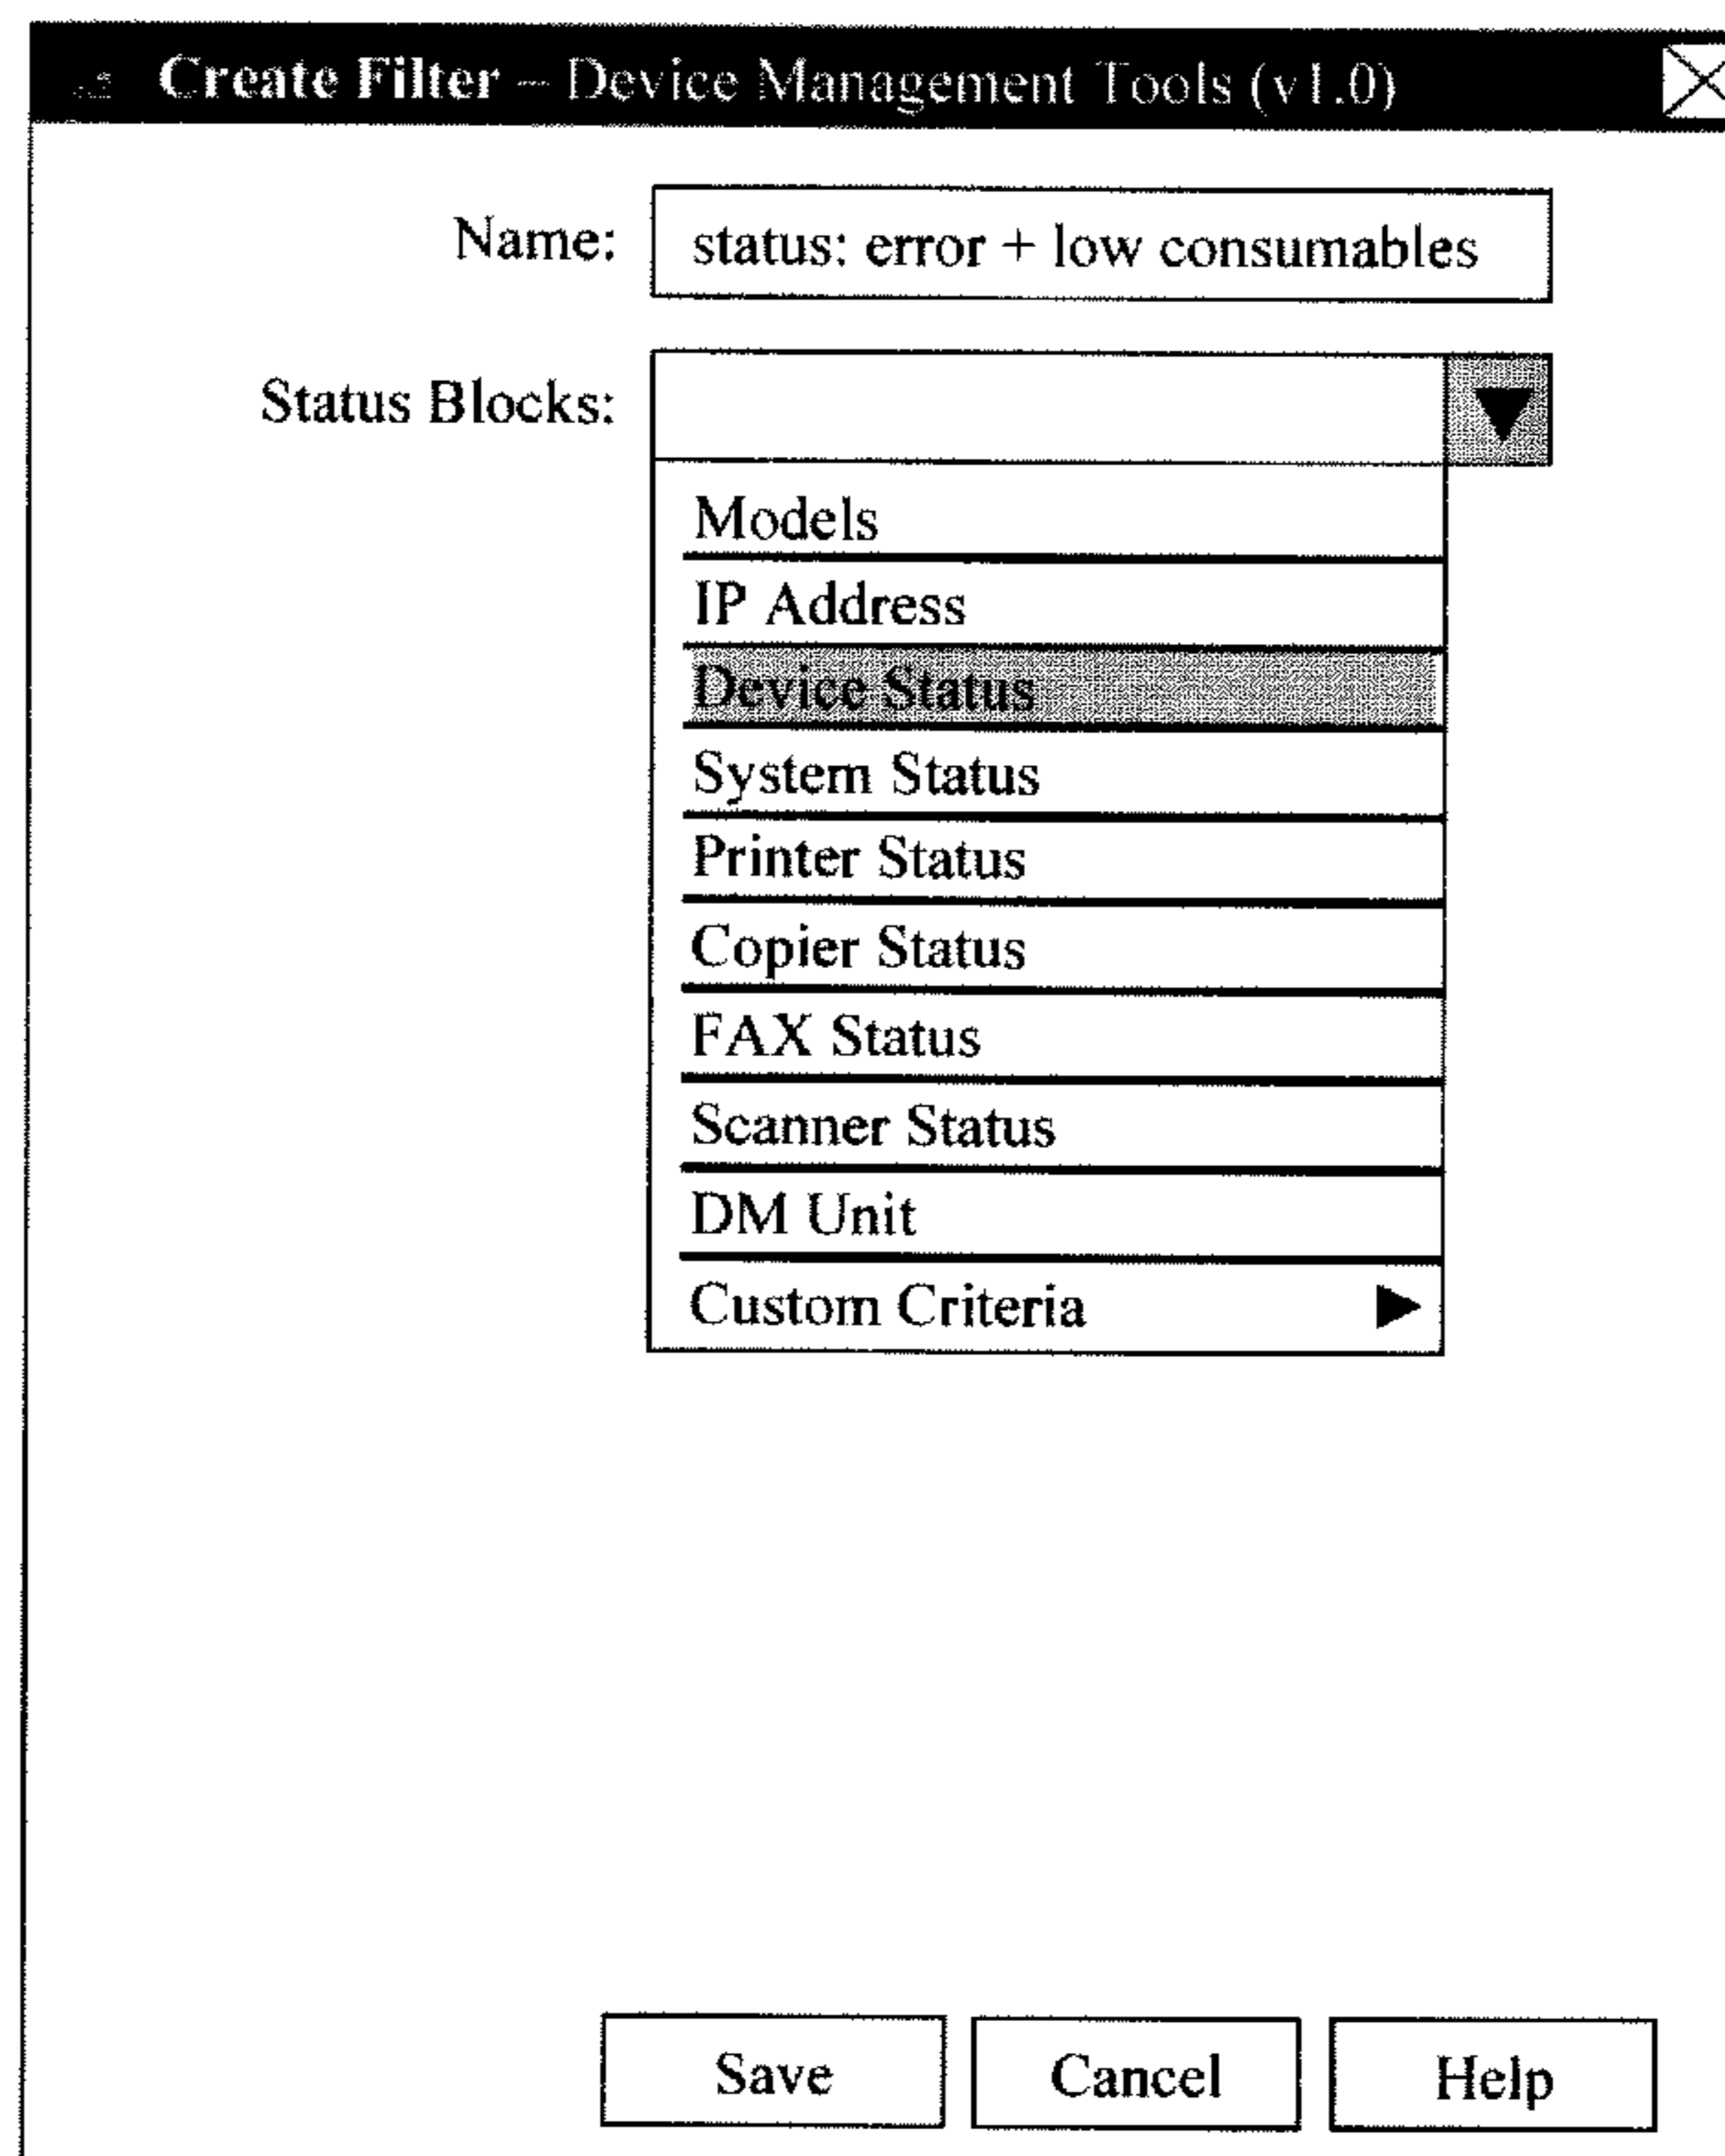 Create Filter – Device Management Tools (v1.0)
Name: status: error + low consumables
Status Blocks:
Models
IP Address
Device Status
System Status
Printer Status
Copier Status
FAX Status
Scanner Status
DM Unit
Custom Criteria
Save Cancel Help